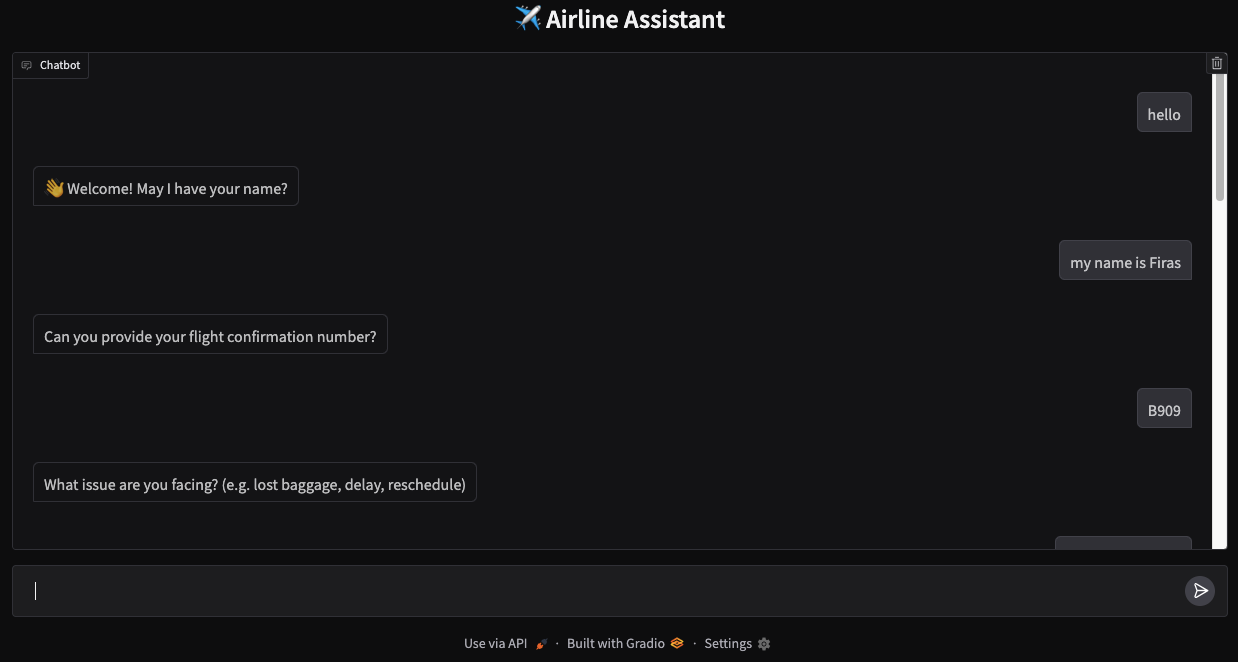 ✈️ Airline Assistant
Chatbot
hello
👋 Welcome! May I have your name?
my name is Firas
Can you provide your flight confirmation number?
B909
What issue are you facing? (e.g. lost baggage, delay, reschedule)
Use via API 🚀 · Built with Gradio · Settings ⚙️